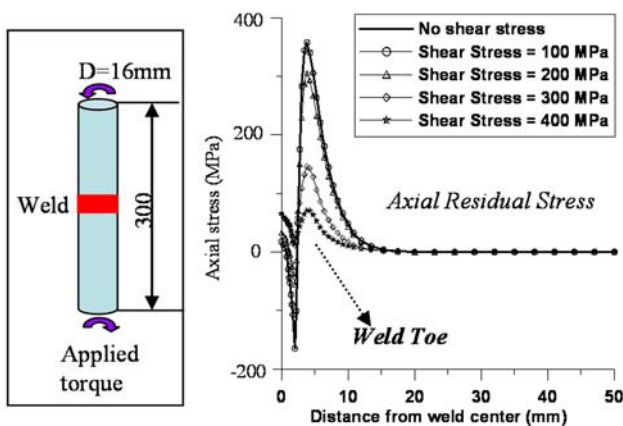 D=16mm
Weld
300
Applied
torque
Axial stress (MPa)
400
200
0
-200
No shear stress
Shear Stress = 100 MPa
Shear Stress = 200 MPa
Shear Stress = 300 MPa
Shear Stress = 400 MPa
Axial Residual Stress
Weld Toe
0 10 20 30 40 50
Distance from weld center (mm)